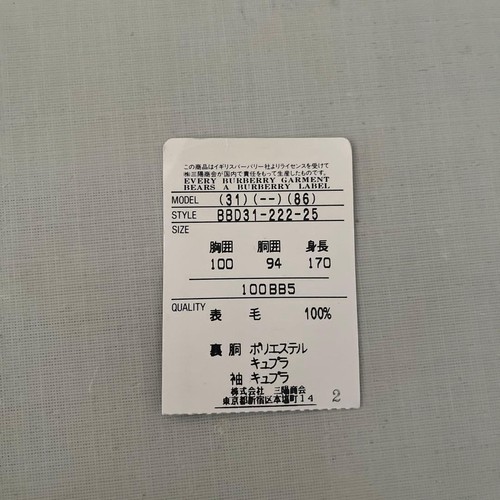 この商品はイギリスバーバリー社よりライセンスを受けて
㈱三陽商会が国内で責任をもって生産したものです。
EVERY BURBERRY GARMENT
BEARS A BURBERRY LABEL
MODEL (31)(--)(86)
STYLE BBD31-222-25
SIZE
胸囲 胴囲 身長
100 94 170
100BB5
QUALITY 表 毛 100%
裏 胴 ポリエステル
キュプラ
袖 キュプラ
株式会社 三陽商会
東京都新宿区本塩町14 2